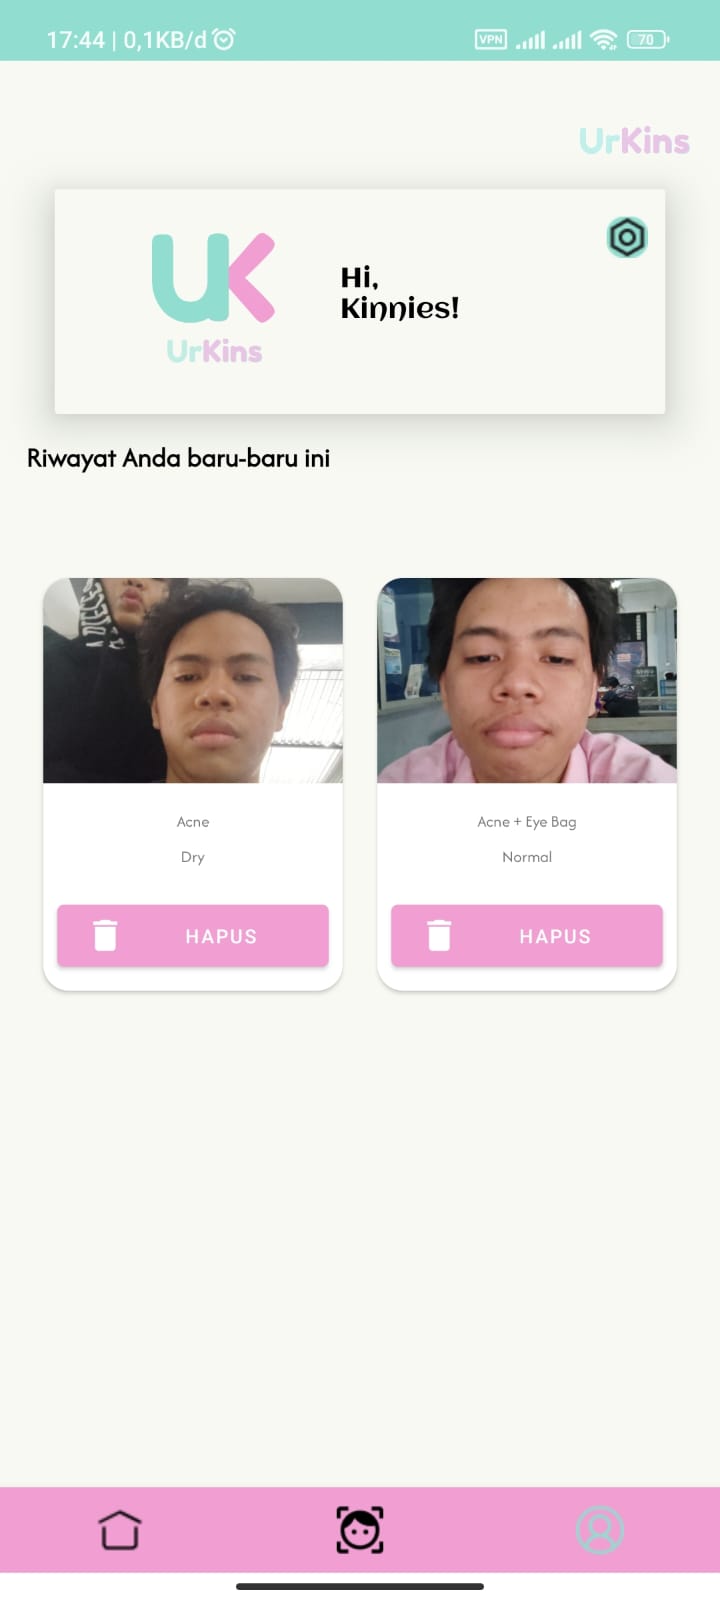 17:44 | 0,1KB/d
VPN
70
UrKins
UK
UrKins
Hi,
Kinnies!
Riwayat Anda baru-baru ini
Acne
Dry
HAPUS
Acne + Eye Bag
Normal
HAPUS